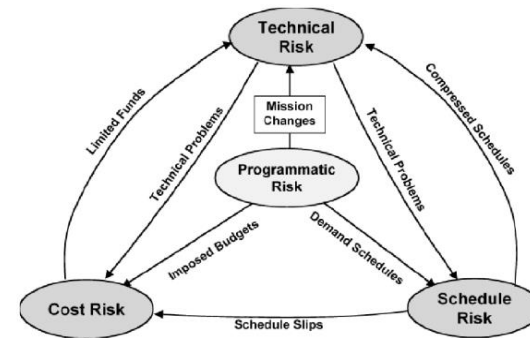 Technical
Risk
Limited Funds
Technical Problems
Mission
Changes
Technical Problems
Compressed Schedules
Programmatic
Risk
Imposed Budgets
Demand Schedules
Cost Risk
Schedule Slips
Schedule
Risk